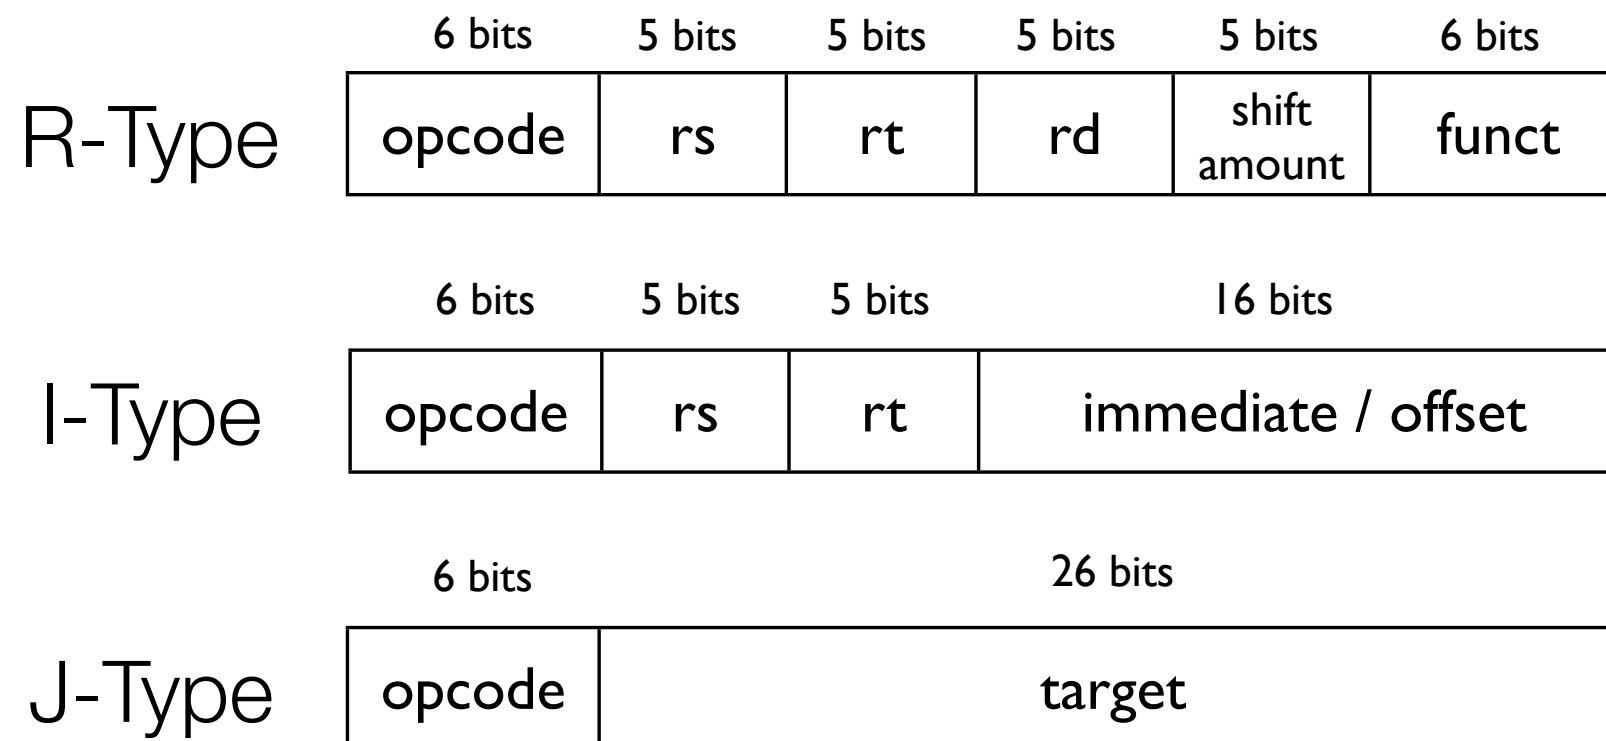 6 bits 5 bits 5 bits 5 bits 5 bits 6 bits
R-Type opcode rs rt rd shift amount funct
6 bits 5 bits 5 bits 16 bits
I-Type opcode rs rt immediate / offset
6 bits 26 bits
J-Type opcode target